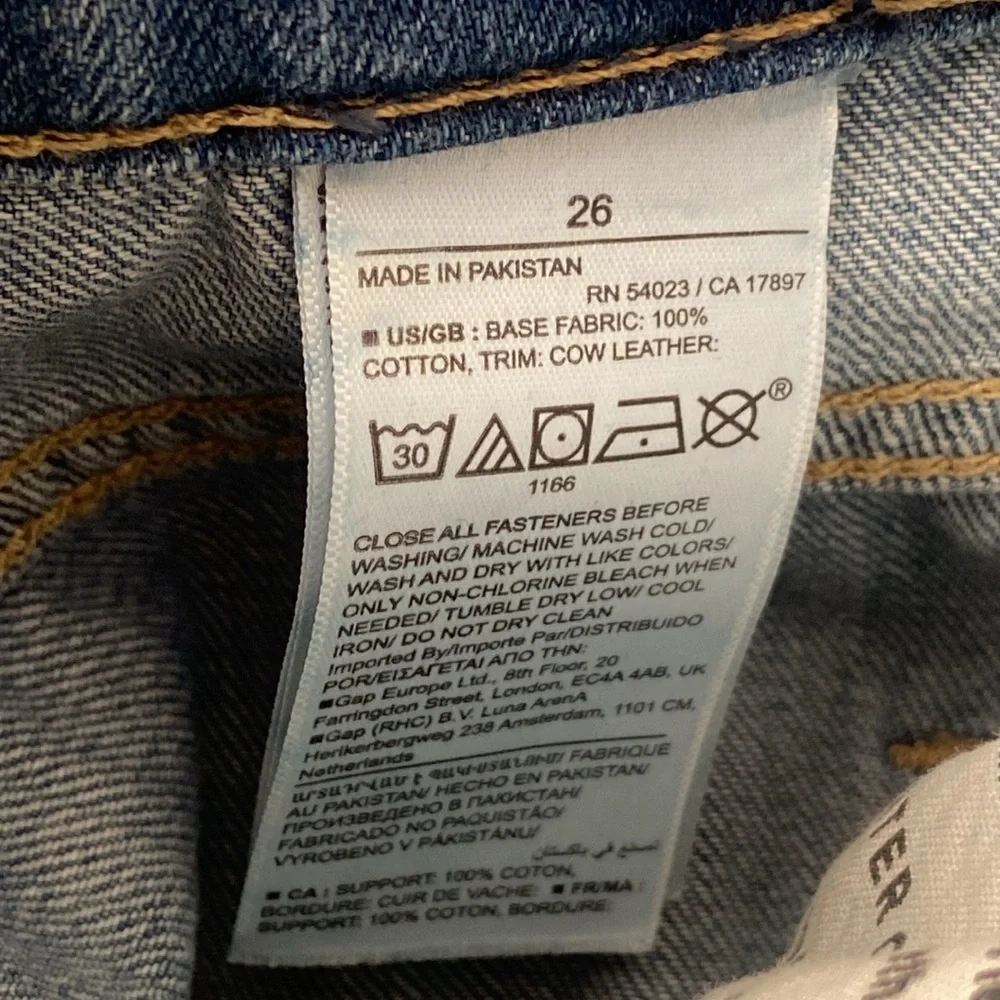 26
MADE IN PAKISTAN
RN 54023 / CA 17897
■ US/GB : BASE FABRIC: 100%
COTTON, TRIM: COW LEATHER:
30
®
1166
CLOSE ALL FASTENERS BEFORE
WASHING/ MACHINE WASH COLD/
WASH AND DRY WITH LIKE COLORS/
ONLY NON-CHLORINE BLEACH WHEN
NEEDED/ TUMBLE DRY LOW/ COOL
IRON/ DO NOT DRY CLEAN
Imported By/Importe Par/DISTRIBUIDO
POR/ΕΙΣΑΓΕΤΑΙ ΑΠΟ ΤΗΝ:
■Gap Europe Ltd., 8th Floor, 20
Farringdon Street, London, EC4A 4AB, UK
■Gap (RHC) B.V. Luna ArenA
Herikerbergweg 238 Amsterdam, 1101 CM,
Netherlands
ԱՐՏԱԴՐՎԱԾ Է ՊԱԿԻՍՏԱՆՈՒՄ/ FABRIQUE
AU PAKISTAN/ HECHO EN PAKISTAN/
ПРОИЗВЕДЕНО В ПАКИСТАН/
FABRICADO NO PAQUISTÃO/
VYROBENO V PÁKISTÁNU/
تصنع في باكستان
■ CA : SUPPORT: 100% COTON,
BORDURE: CUIR DE VACHE: ■ FR/MA :
SUPPORT: 100% COTON, BORDURE:
TER